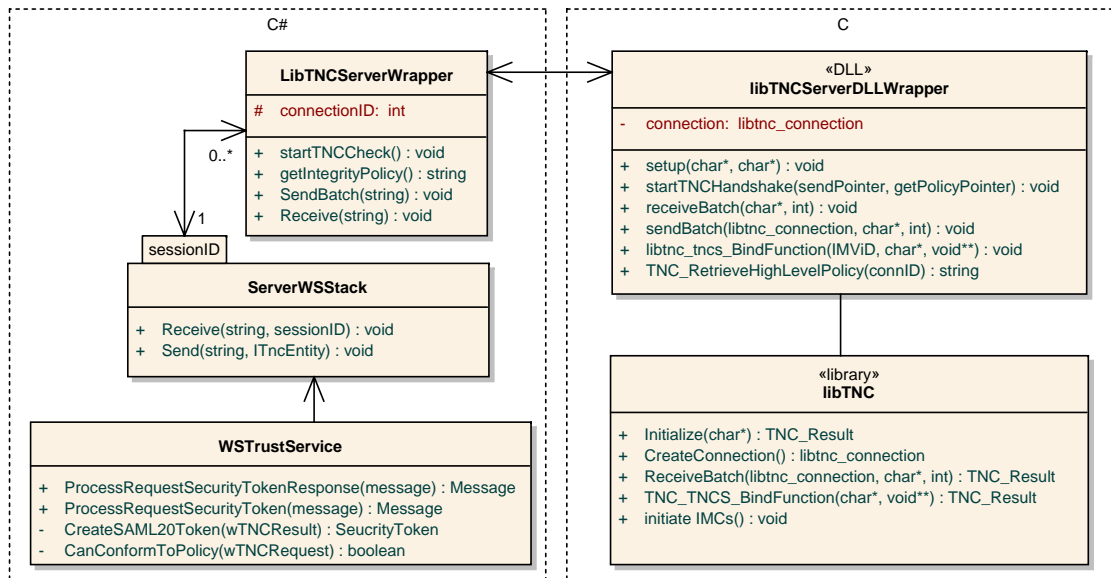 C#
LibTNCServerWrapper
# connectionID: int
+ startTNCCheck() : void
+ getIntegrityPolicy() : string
+ SendBatch(string) : void
+ Receive(string) : void
0..*
1
sessionID
ServerWSStack
+ Receive(string, sessionID) : void
+ Send(string, ITncEntity) : void
WSTrustService
+ ProcessRequestSecurityTokenResponse(message) : Message
+ ProcessRequestSecurityToken(message) : Message
- CreateSAML20Token(wTNCResult) : SeucrityToken
- CanConformToPolicy(wTNCRequest) : boolean
C
«DLL»
libTNCServerDLLWrapper
- connection: libtnc_connection
+ setup(char*, char*) : void
+ startTNCHandshake(sendPointer, getPolicyPointer) : void
+ receiveBatch(char*, int) : void
+ sendBatch(libtnc_connection, char*, int) : void
+ libtnc_tncs_BindFunction(IMViD, char*, void**) : void
+ TNC_RetrieveHighLevelPolicy(connID) : string
«library»
libTNC
+ Initialize(char*) : TNC_Result
+ CreateConnection() : libtnc_connection
+ ReceiveBatch(libtnc_connection, char*, int) : TNC_Result
+ TNC_TNCS_BindFunction(char*, void**) : TNC_Result
+ initiate IMCs() : void